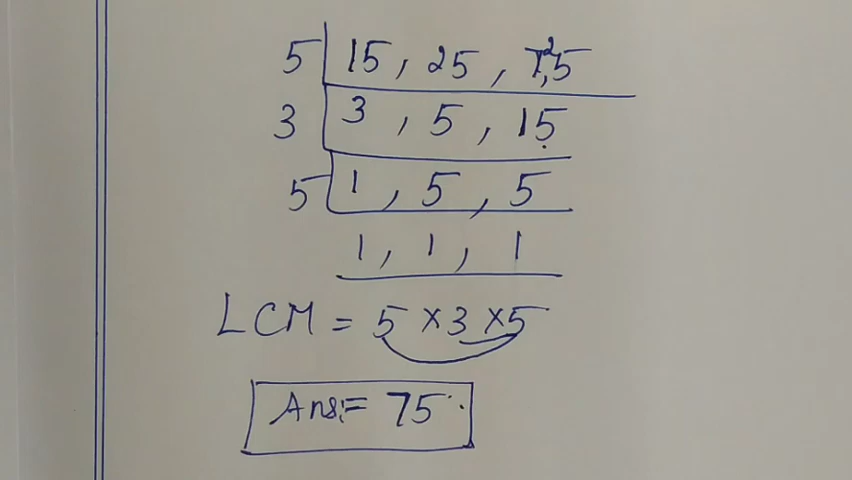 5 | 15, 25, 75
3 | 3, 5, 15
5 | 1, 5, 5
1, 1, 1
LCM = 5 × 3 × 5
Ans:= 75